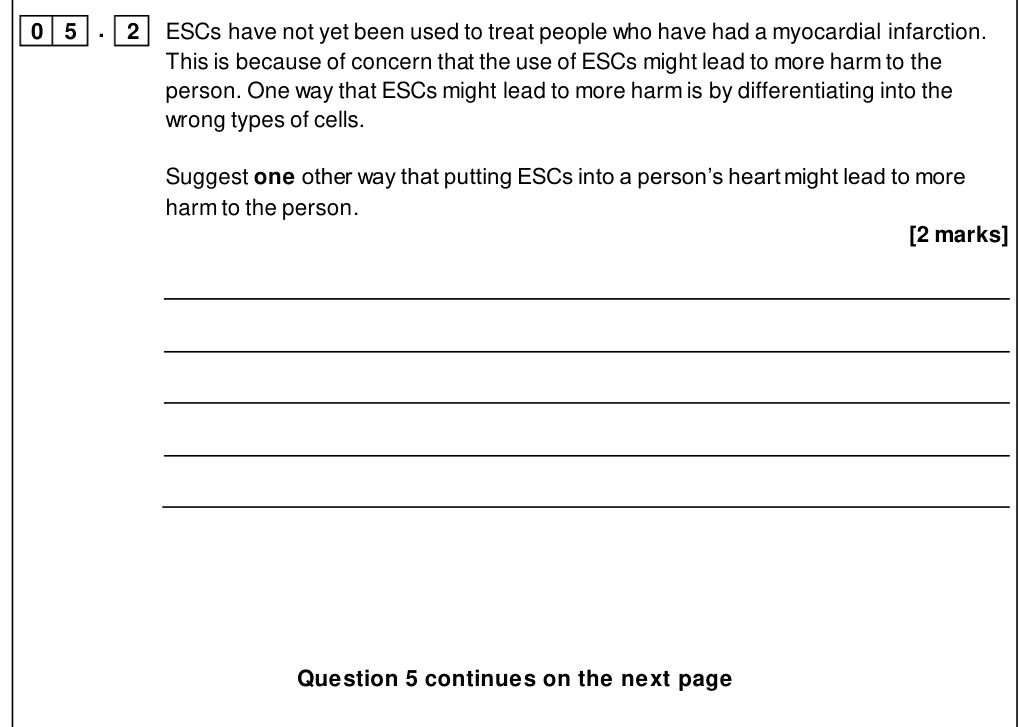 05.2 ESCs have not yet been used to treat people who have had a myocardial infarction.
This is because of concern that the use of ESCs might lead to more harm to the
person. One way that ESCs might lead to more harm is by differentiating into the
wrong types of cells.
Suggest one other way that putting ESCs into a person's heart might lead to more
harm to the person.
[2 marks]
Question 5 continues on the next page